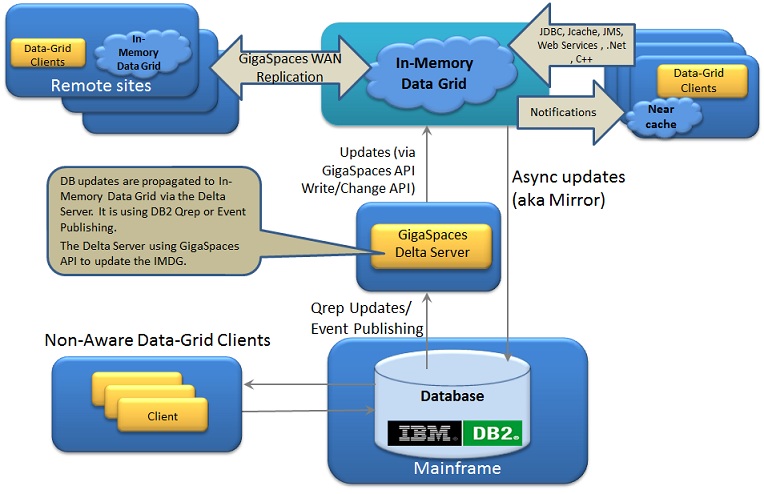 Data-Grid
Clients
In-
Memory
Data Grid
Remote sites
GigaSpaces WAN
Replication
In-Memory
Data Grid
JDBC, Jcache, JMS,
Web Services , .Net
, C++
Notifications
Data-Grid
Clients
Near
cache
Updates (via
GigaSpaces API
Write/Change API)
Async updates
(aka Mirror)
DB updates are propagated to In-
Memory Data Grid via the Delta
Server. It is using DB2 Qrep or Event
Publishing.
The Delta Server using GigaSpaces
API to update the IMDG.
GigaSpaces
Delta Server
Qrep Updates/
Event Publishing
Non-Aware Data-Grid Clients
Client
Database
IBM DB2
Mainframe